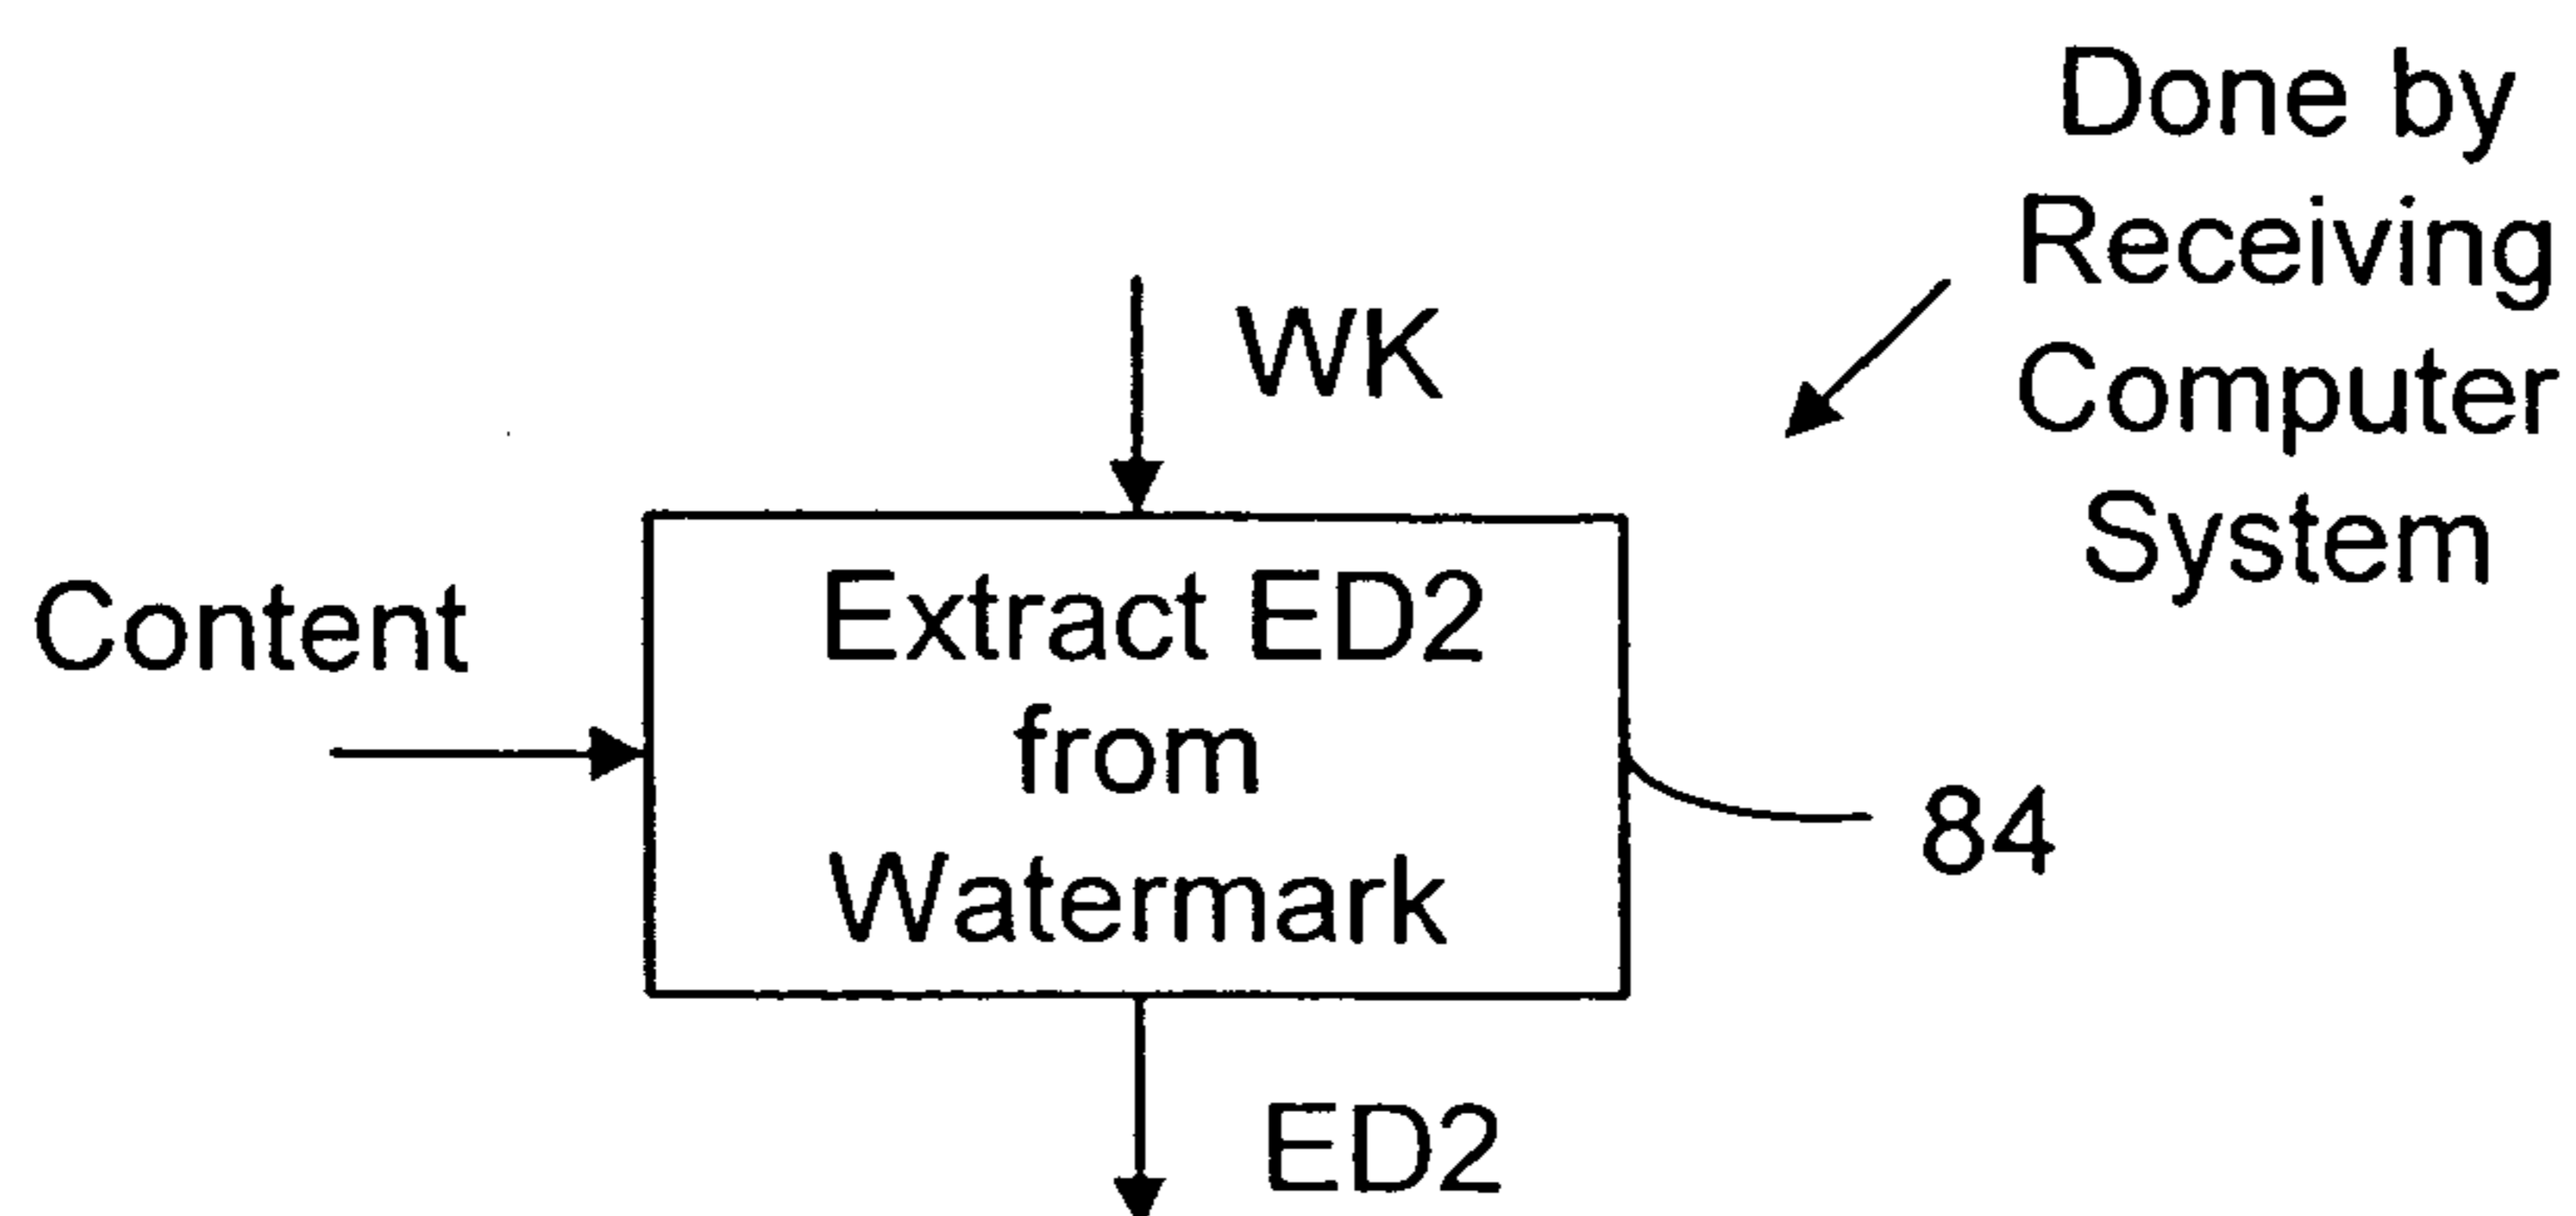 Done by
Receiving
Computer
System
WK
Content
Extract ED2
from
Watermark
84
ED2